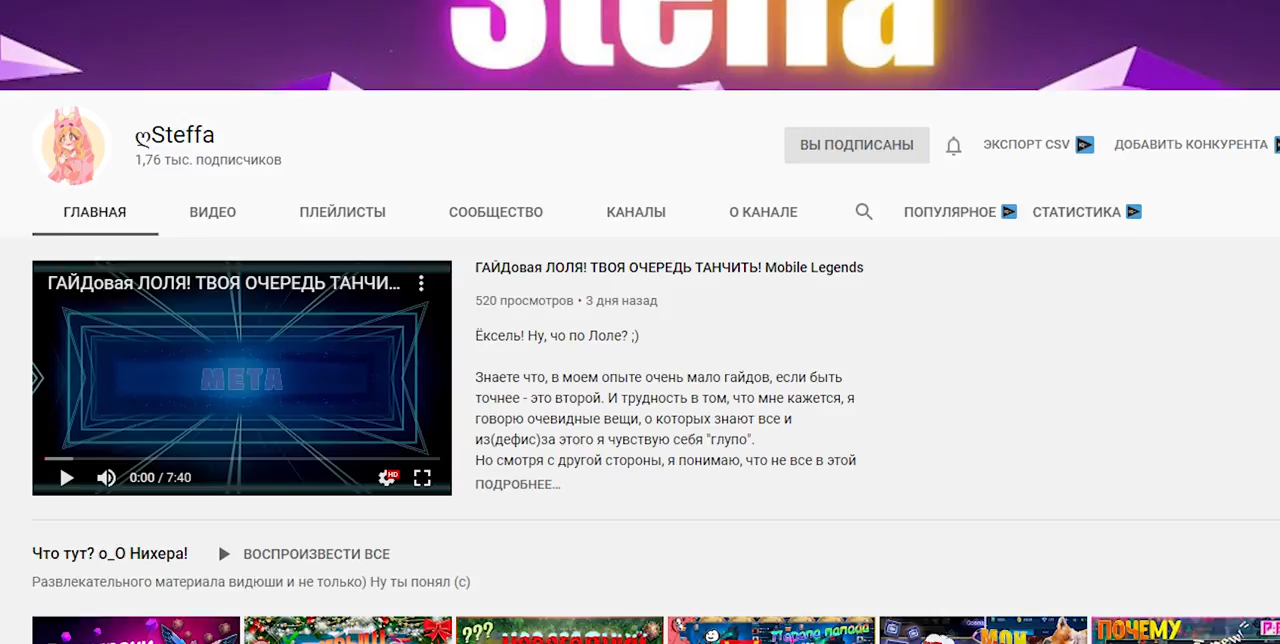 Steffa
ღSteffa
1,76 тыс. подписчиков
ВЫ ПОДПИСАНЫ
ЭКСПОРТ CSV
ДОБАВИТЬ КОНКУРЕНТА
ГЛАВНАЯ
ВИДЕО
ПЛЕЙЛИСТЫ
СООБЩЕСТВО
КАНАЛЫ
О КАНАЛЕ
ПОПУЛЯРНОЕ
СТАТИСТИКА
ГАЙДовая ЛОЛЯ! ТВОЯ ОЧЕРЕДЬ ТАНЧИ...
META
0:00 / 7:40
HD
ГАЙДовая ЛОЛЯ! ТВОЯ ОЧЕРЕДЬ ТАНЧИТЬ! Mobile Legends
520 просмотров • 3 дня назад
Ёксель! Ну, чо по Лоле? ;)
Знаете что, в моем опыте очень мало гайдов, если быть
точнее - это второй. И трудность в том, что мне кажется, я
говорю очевидные вещи, о которых знают все и
из(дефис)за этого я чувствую себя "глупо".
Но смотря с другой стороны, я понимаю, что не все в этой
ПОДРОБНЕЕ...
Что тут? о_О Нихера!
ВОСПРОИЗВЕСТИ ВСЕ
Развлекательного материала видюши и не только) Ну ты понял (с)
???
МОИ
ПОЧЕМУ